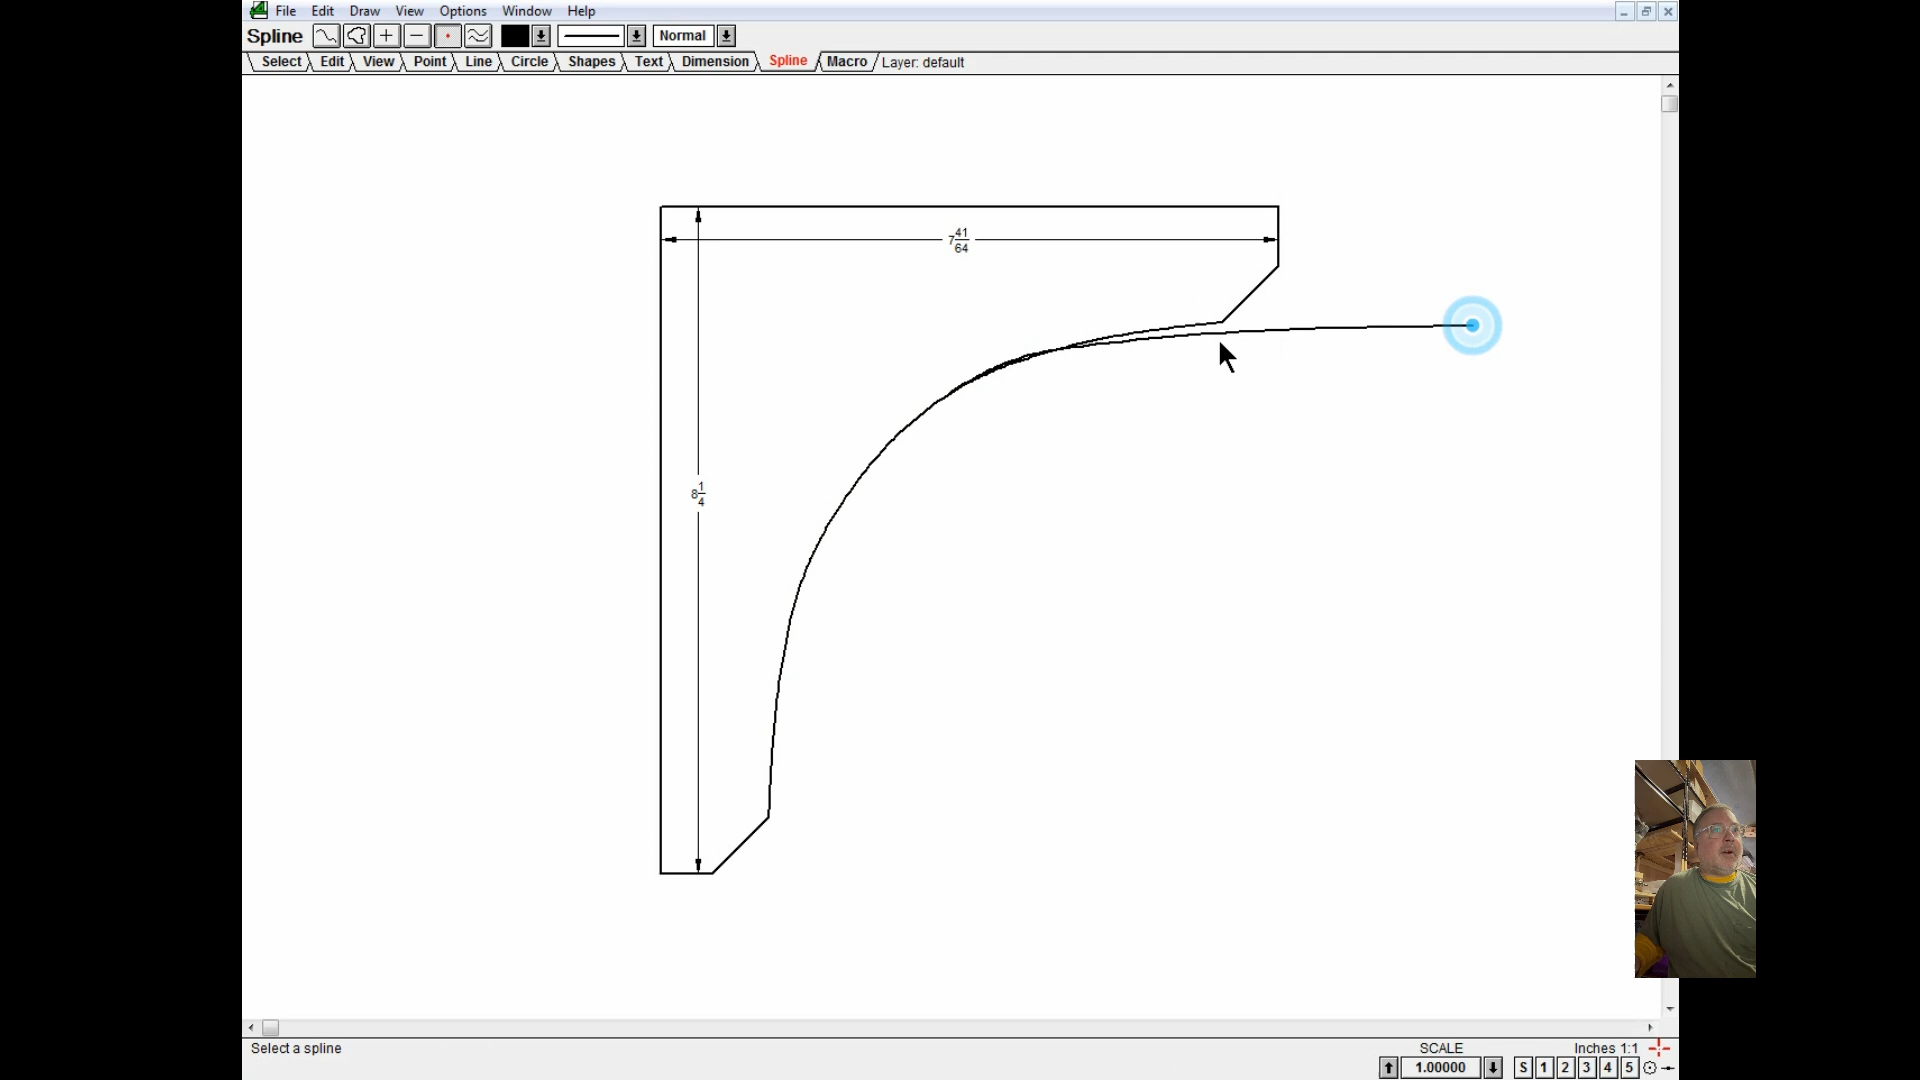 File Edit Draw View Options Window Help
Spline + − Normal
Select Edit View Point Line Circle Shapes Text Dimension Spline Macro Layer: default
7 41/64
8 1/4
Select a spline
SCALE Inches 1:1
1.00000 S 1 2 3 4 5